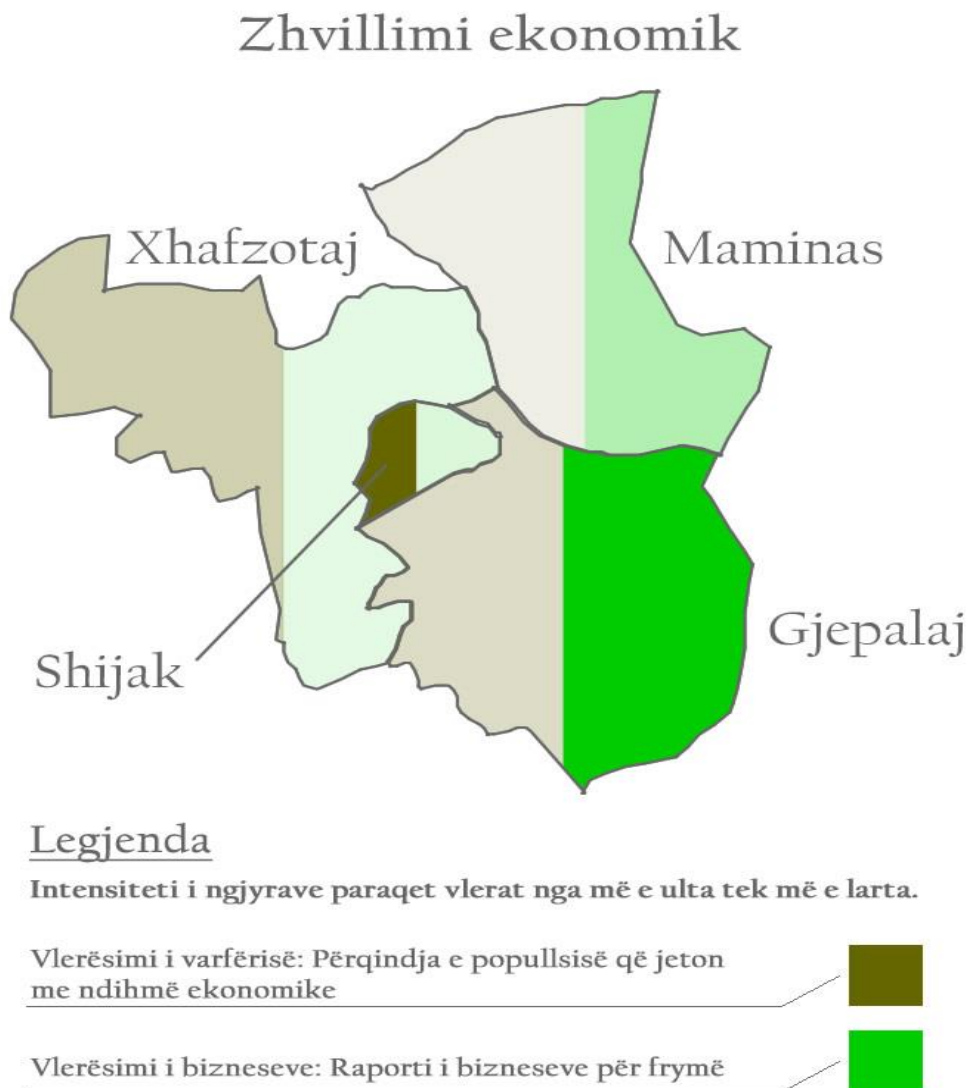 Zhvillimi ekonomik
Xhafzotaj
Maminas
Shijak
Gjepalaj
Legjenda
Intensiteti i ngjyrave paraqet vlerat nga më e ulta tek më e larta.
Vlerësimi i varfërisë: Përqindja e popullsisë që jeton
me ndihmë ekonomike
Vlerësimi i bizneseve: Raporti i bizneseve për frymë